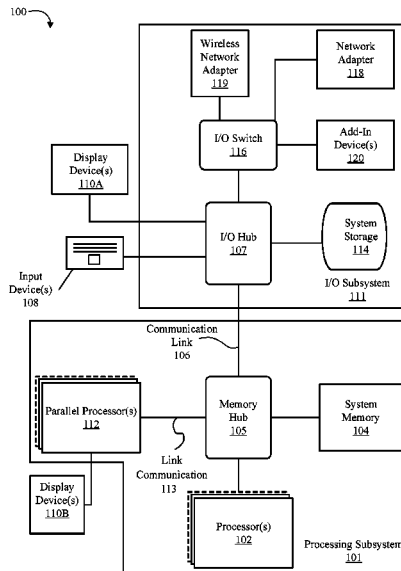 100
Wireless
Network
Adapter
119
Network
Adapter
118
I/O Switch
116
Add-In
Device(s)
120
Display
Device(s)
110A
I/O Hub
107
System
Storage
114
Input
Device(s)
108
I/O Subsystem
111
Communication
Link
106
Parallel Processor(s)
112
Memory
Hub
105
System
Memory
104
Link
Communication
113
Display
Device(s)
110B
Processor(s)
102
Processing Subsystem
101